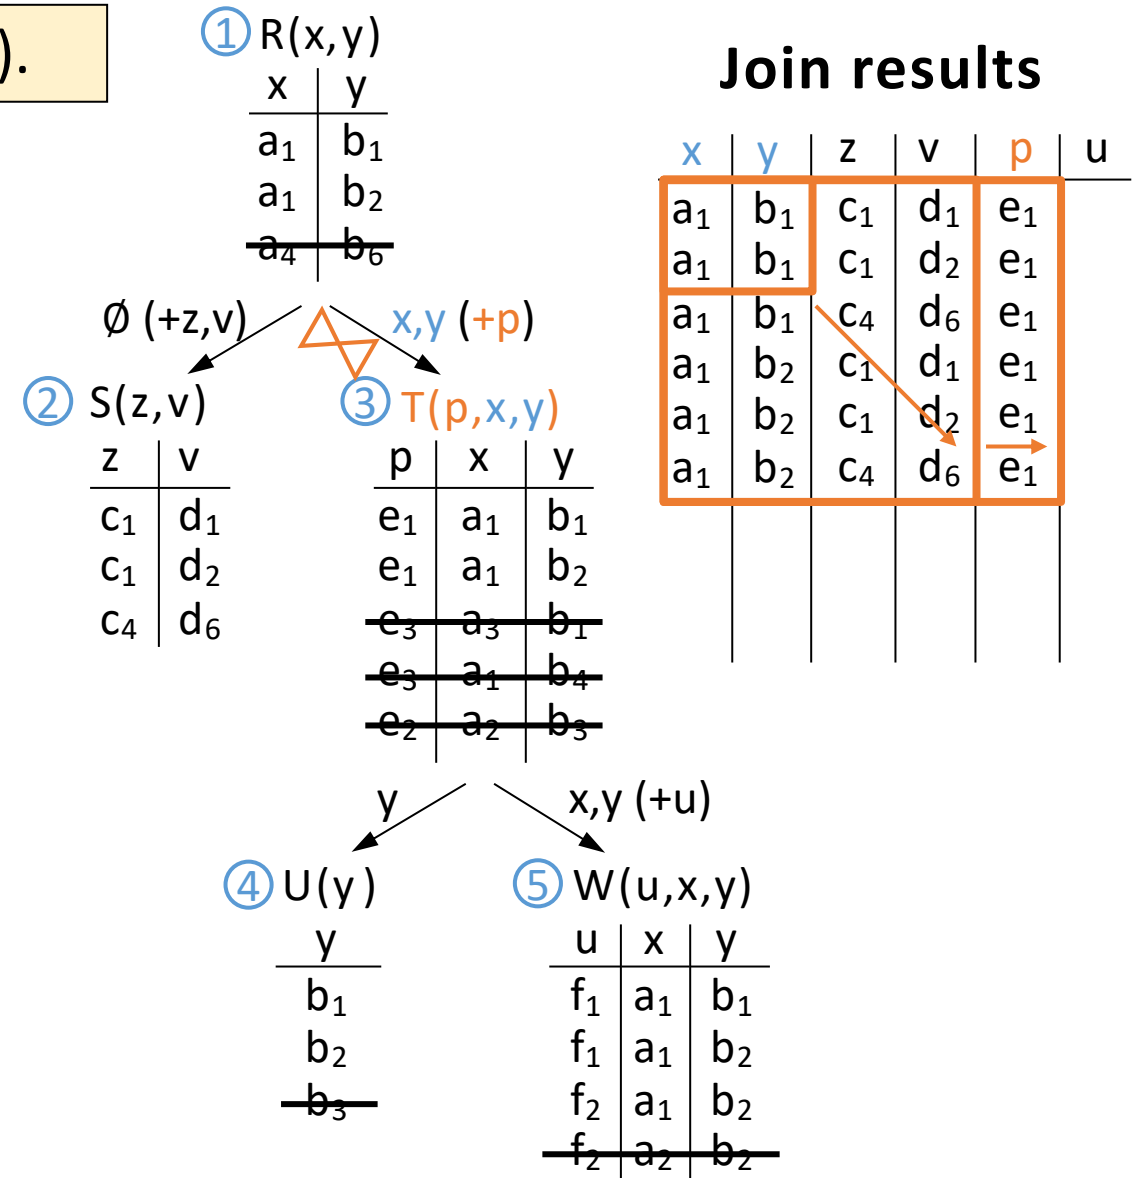 ).
① R(x,y)
x y
a₁ b₁
a₁ b₂
a₄ b₆
Ø (+z,v)
x,y (+p)
② S(z,v)
z v
c₁ d₁
c₁ d₂
c₄ d₆
③ T(p,x,y)
p x y
e₁ a₁ b₁
e₁ a₁ b₂
e₃ a₃ b₁
e₃ a₁ b₄
e₂ a₂ b₃
y
x,y (+u)
④ U(y)
y
b₁
b₂
b₃
⑤ W(u,x,y)
u x y
f₁ a₁ b₁
f₁ a₁ b₂
f₂ a₁ b₂
f₂ a₂ b₂
Join results
x y z v p u
a₁ b₁ c₁ d₁ e₁
a₁ b₁ c₁ d₂ e₁
a₁ b₁ c₄ d₆ e₁
a₁ b₂ c₁ d₁ e₁
a₁ b₂ c₁ d₂ e₁
a₁ b₂ c₄ d₆ e₁